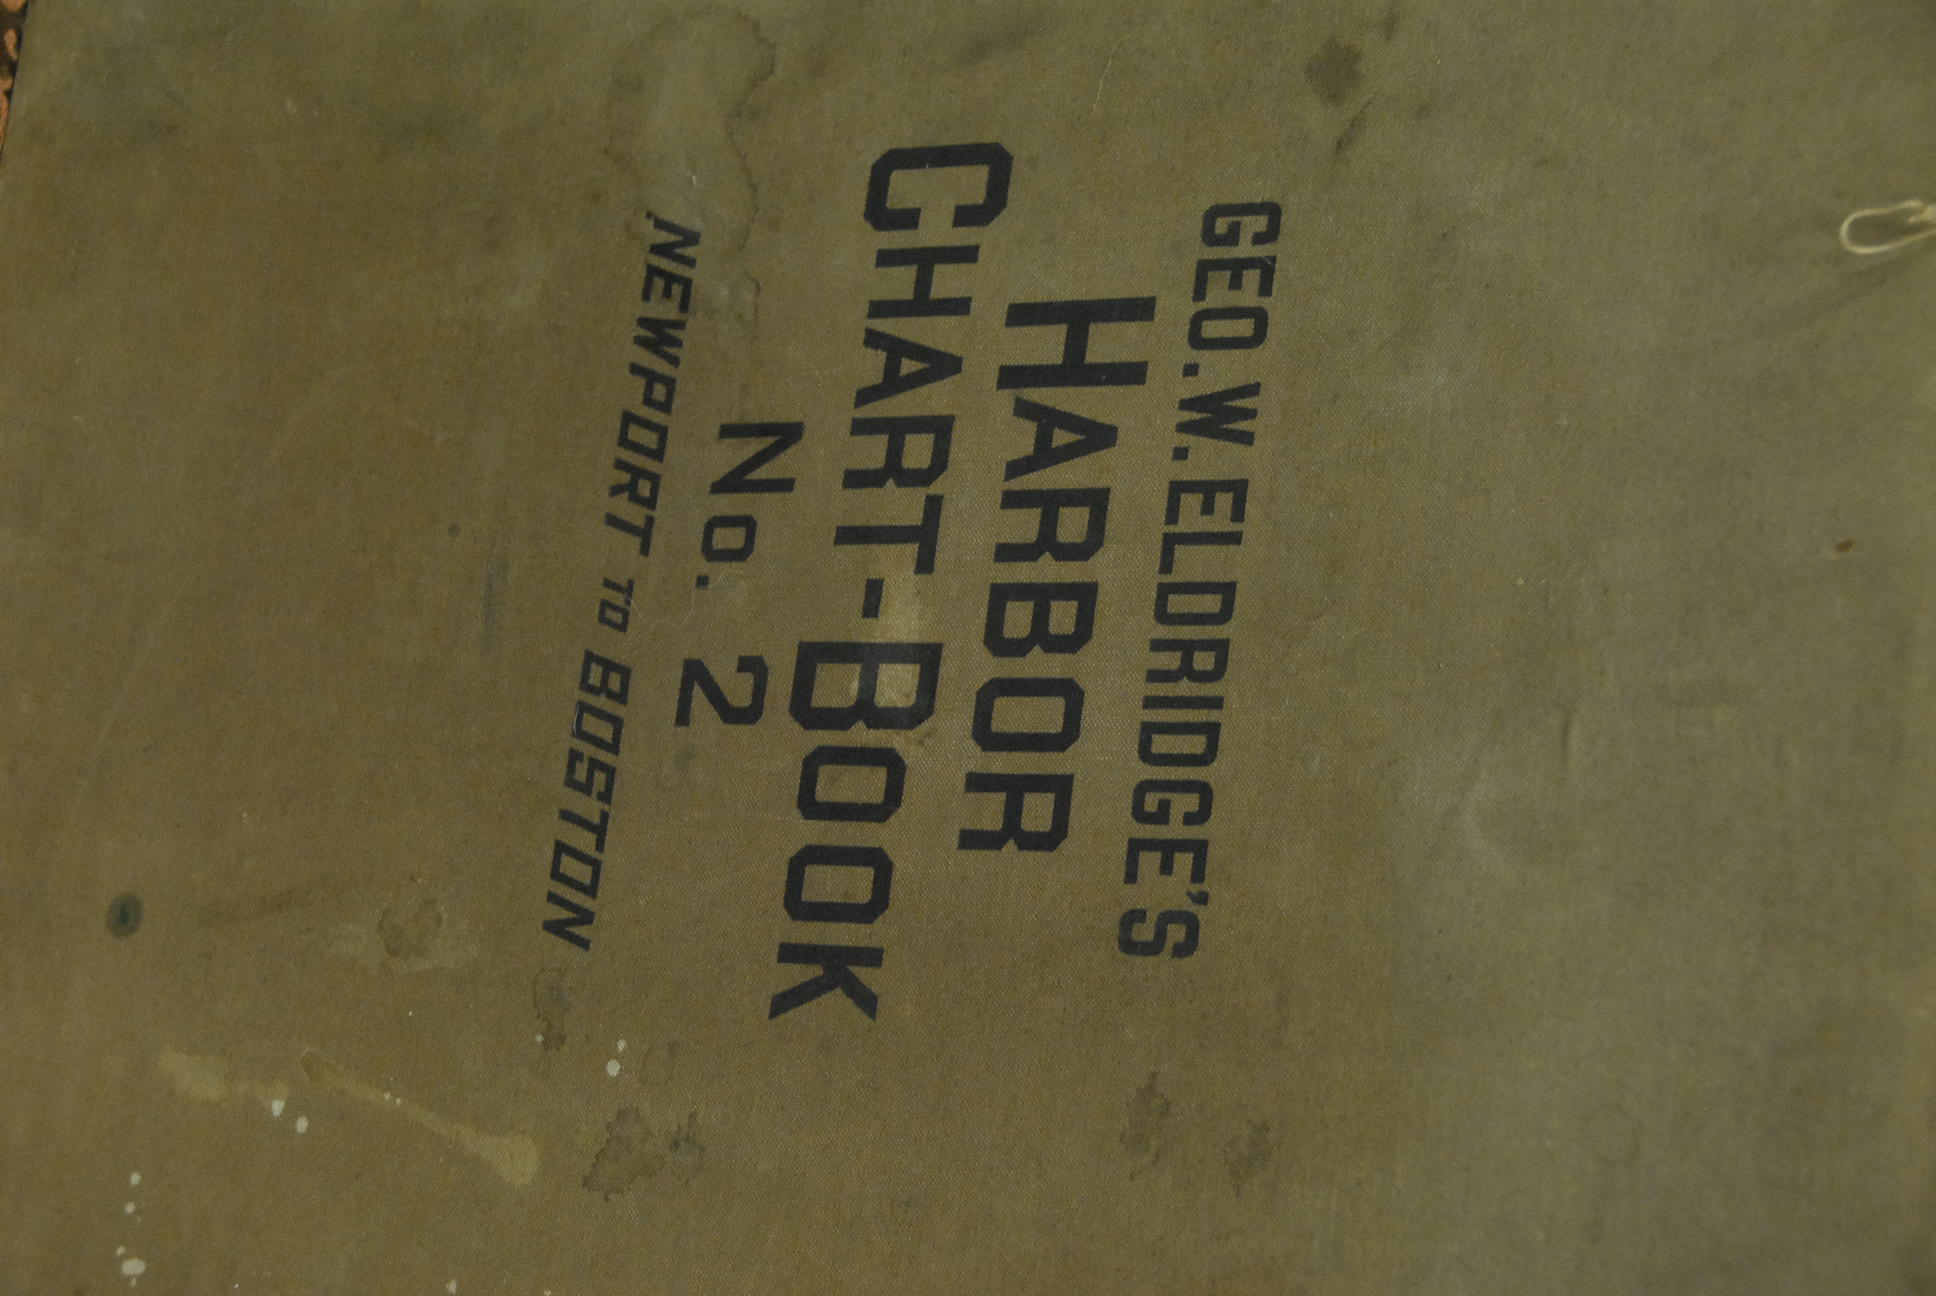 GEO. W. ELDRIDGE'S
HARBOR
CHART-BOOK
No. 2
NEWPORT TO BOSTON